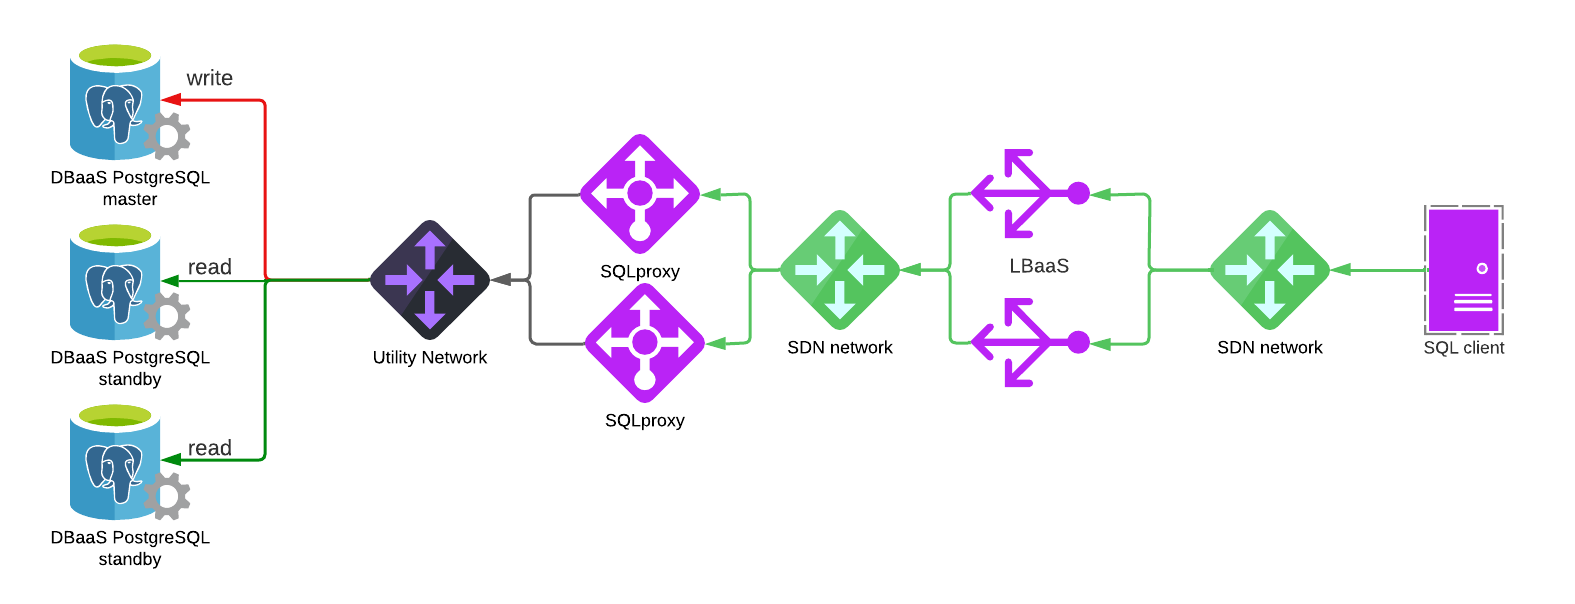 write
DBaaS PostgreSQL
master
read
DBaaS PostgreSQL
standby
read
DBaaS PostgreSQL
standby
Utility Network
SQLproxy
SQLproxy
SDN network
LBaaS
SDN network
SQL client